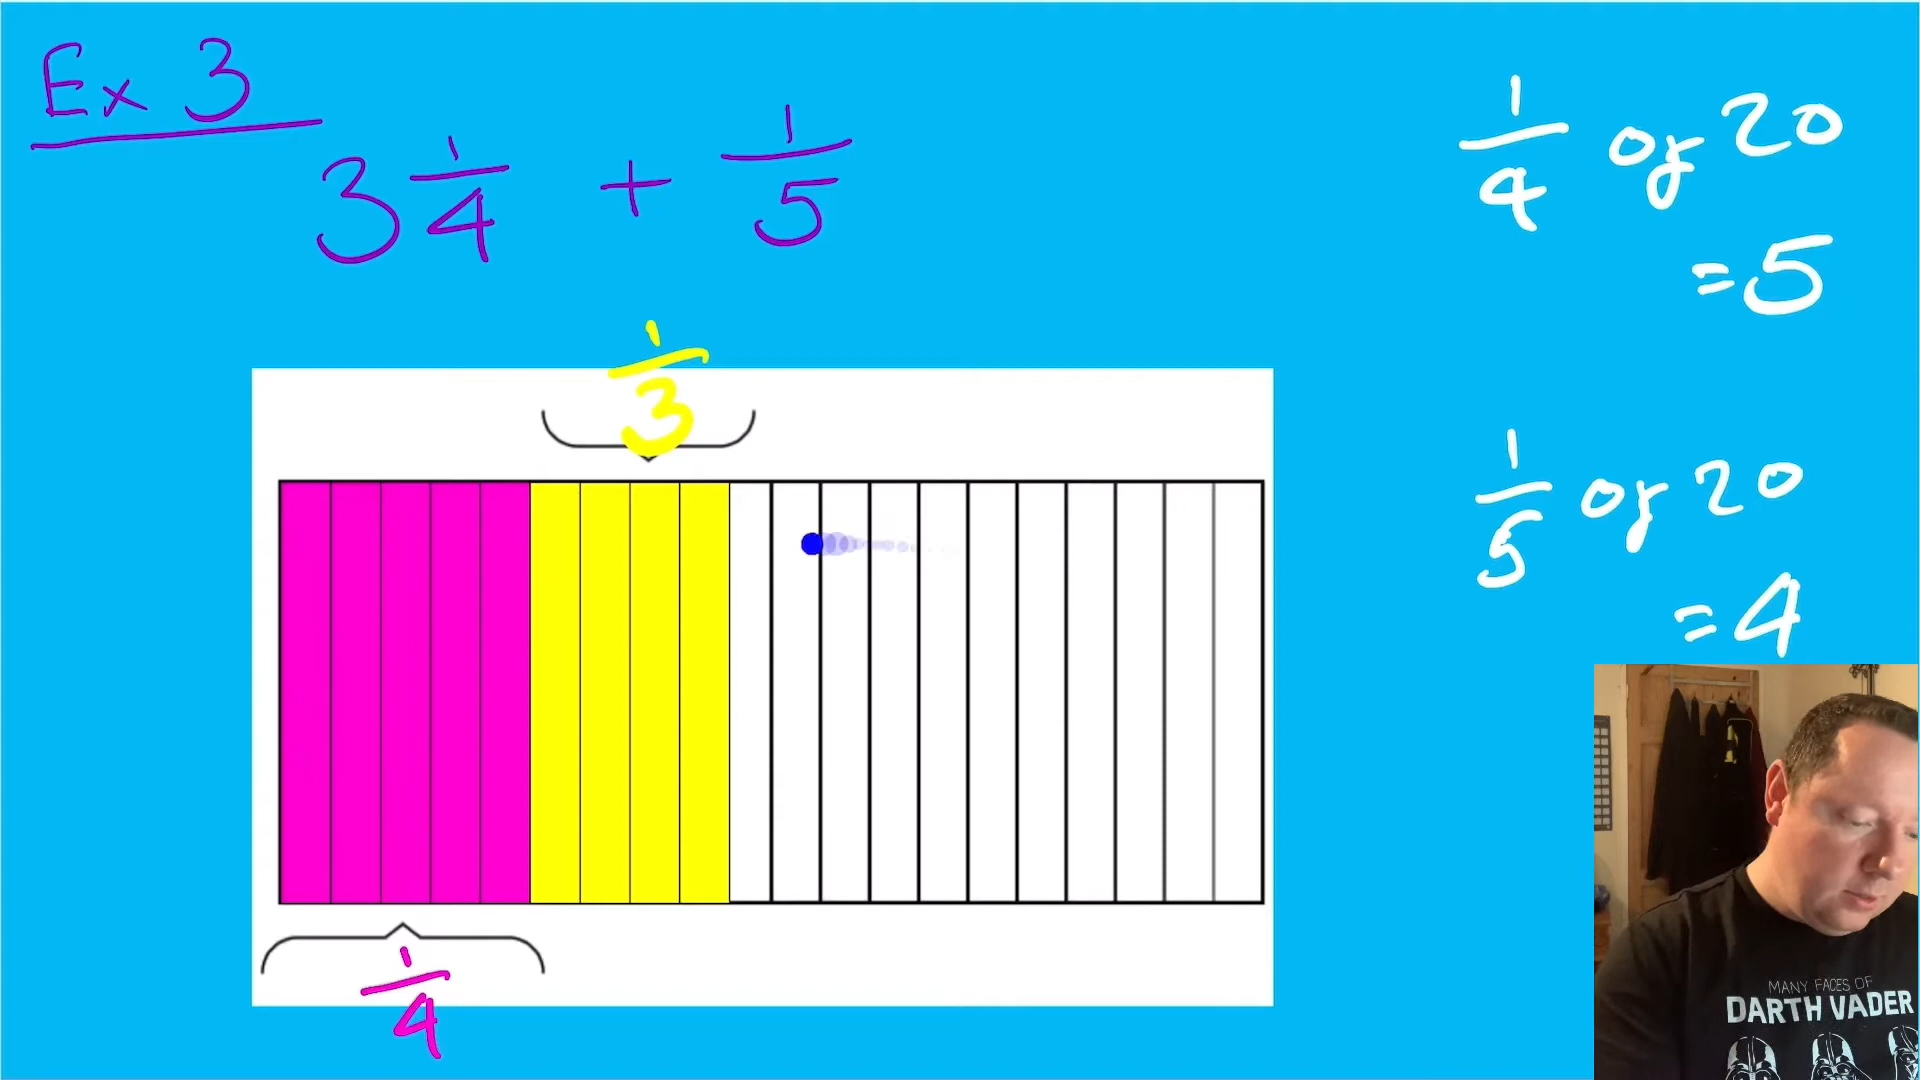 Ex 3
3 1/4 + 1/5
1/4 of 20
= 5
1/3
1/5 of 20
= 4
1/4
MANY FACES OF
DARTH VADER